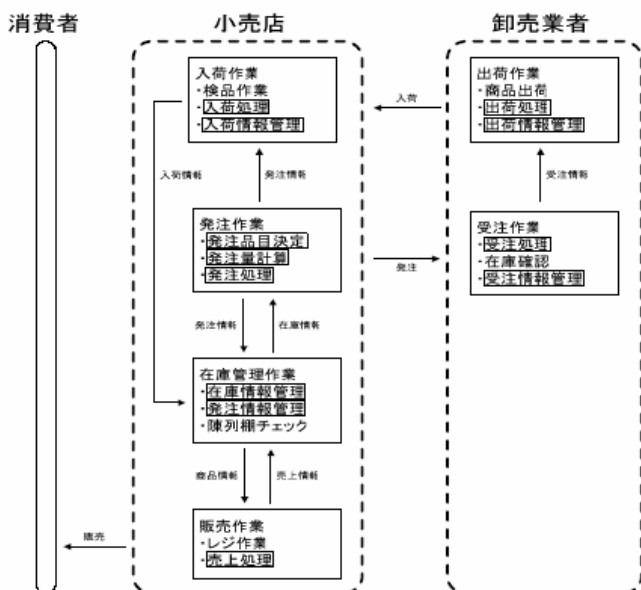 消費者
小売店
卸売業者
入荷作業
・検品作業
・入荷処理
・入荷情報管理
入荷
出荷作業
・商品出荷
・出荷処理
・出荷情報管理
入荷情報
発注情報
受注情報
発注作業
・発注品目決定
・発注量計算
・発注処理
発注
受注作業
・受注処理
・在庫確認
・受注情報管理
発注情報
在庫情報
在庫管理作業
・在庫情報管理
・発注情報管理
・陳列棚チェック
商品情報
売上情報
販売
販売作業
・レジ作業
・売上処理